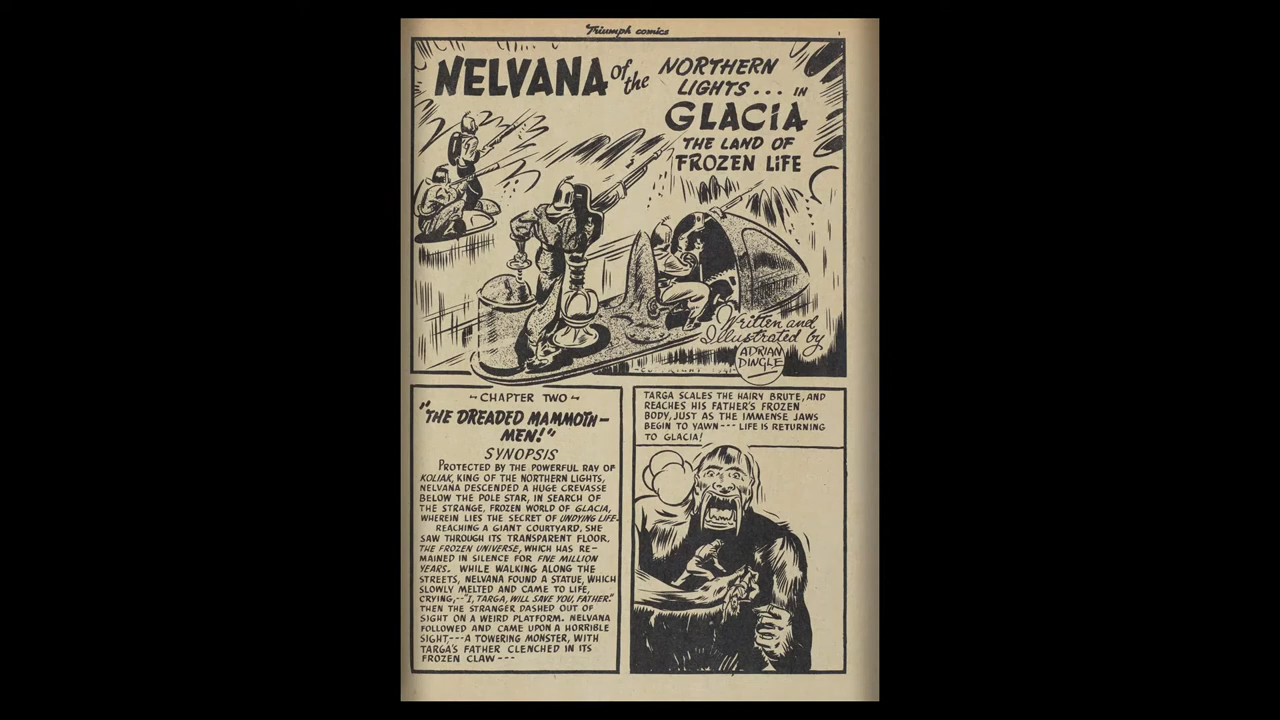 Triumph comics
1
NELVANA of the NORTHERN
LIGHTS... IN
GLACIA
THE LAND OF
FROZEN LIFE
Written and
Illustrated by
ADRIAN
DINGLE
-COPYRIGHT 1941-
~CHAPTER TWO~
"THE DREADED MAMMOTH-
MEN!"
SYNOPSIS
PROTECTED BY THE POWERFUL RAY OF
KOLIAK, KING OF THE NORTHERN LIGHTS,
NELVANA DESCENDED A HUGE CREVASSE
BELOW THE POLE STAR, IN SEARCH OF
THE STRANGE, FROZEN WORLD OF GLACIA,
WHEREIN LIES THE SECRET OF UNDYING LIFE-
REACHING A GIANT COURTYARD, SHE
SAW THROUGH ITS TRANSPARENT FLOOR,
THE FROZEN UNIVERSE, WHICH HAS RE-
MAINED IN SILENCE FOR FIVE MILLION
YEARS. WHILE WALKING ALONG THE
STREETS, NELVANA FOUND A STATUE, WHICH
SLOWLY MELTED AND CAME TO LIFE,
CRYING,--"I, TARGA, WILL SAVE YOU, FATHER."
THEN THE STRANGER DASHED OUT OF
SIGHT ON A WEIRD PLATFORM. NELVANA
FOLLOWED AND CAME UPON A HORRIBLE
SIGHT,---A TOWERING MONSTER, WITH
TARGA'S FATHER CLENCHED IN ITS
FROZEN CLAW---
TARGA SCALES THE HAIRY BRUTE, AND
REACHES HIS FATHER'S FROZEN
BODY, JUST AS THE IMMENSE JAWS
BEGIN TO YAWN--- LIFE IS RETURNING
TO GLACIA!